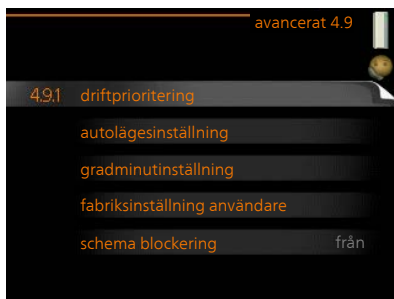 avancerat 4.9
4.9.1 driftprioritering
autolägesinställning
gradminutinställning
fabriksinställning användare
schema blockering från